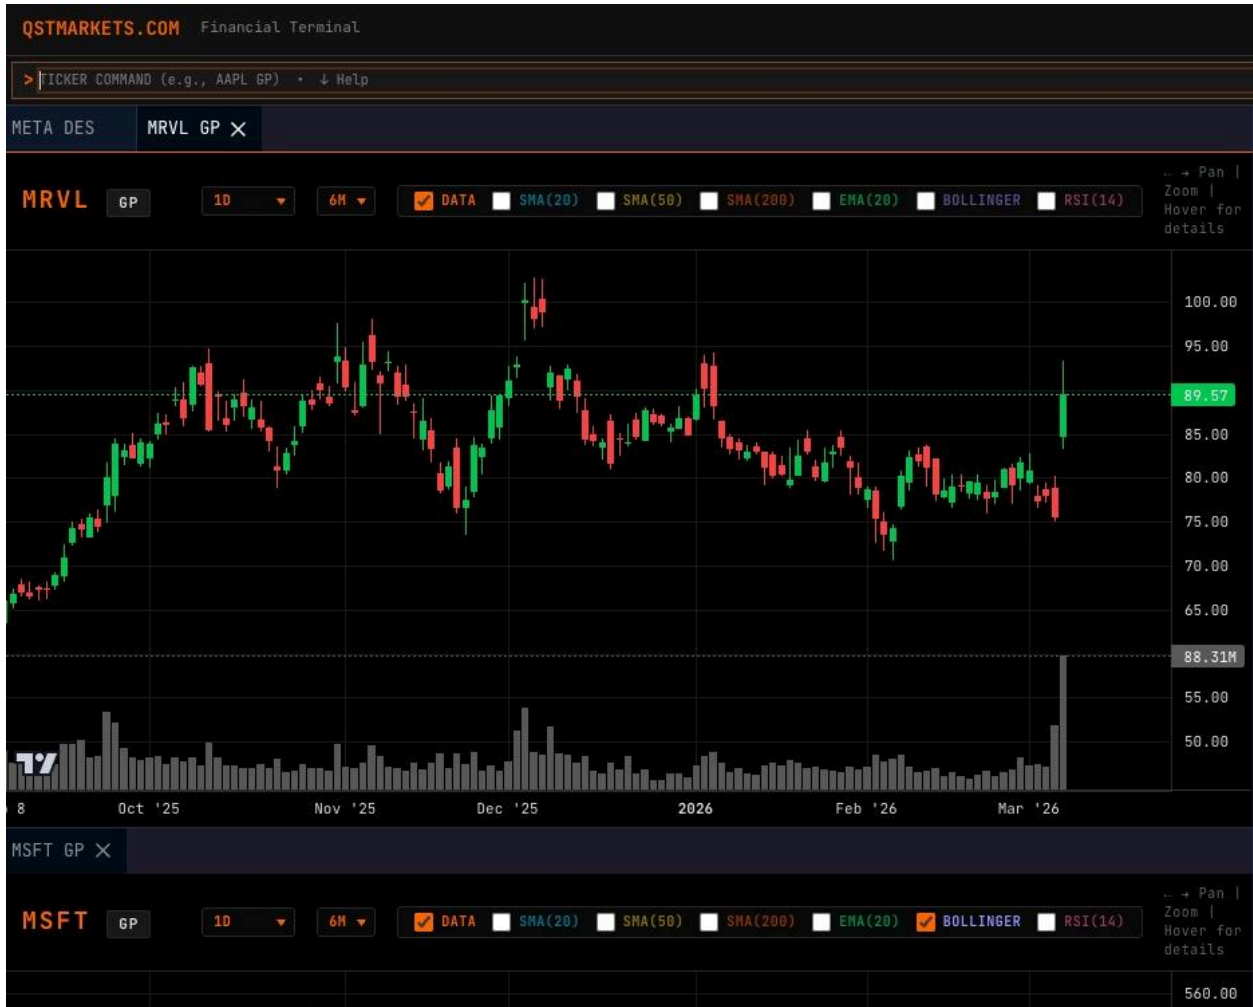 QSTMARKETS.COM Financial Terminal
> TICKER COMMAND (e.g., AAPL GP) • ↓ Help
META DES MRVL GP ×
MRVL GP 1D ▼ 6M ▼ DATA SMA(20) SMA(50) SMA(200) EMA(20) BOLLINGER RSI(14)
← → Pan |
Zoom |
Hover for
details
100.00
95.00
89.57
85.00
80.00
75.00
70.00
65.00
88.31M
55.00
50.00
8 Oct '25 Nov '25 Dec '25 2026 Feb '26 Mar '26
MSFT GP ×
MSFT GP 1D ▼ 6M ▼ DATA SMA(20) SMA(50) SMA(200) EMA(20) BOLLINGER RSI(14)
← → Pan |
Zoom |
Hover for
details
560.00